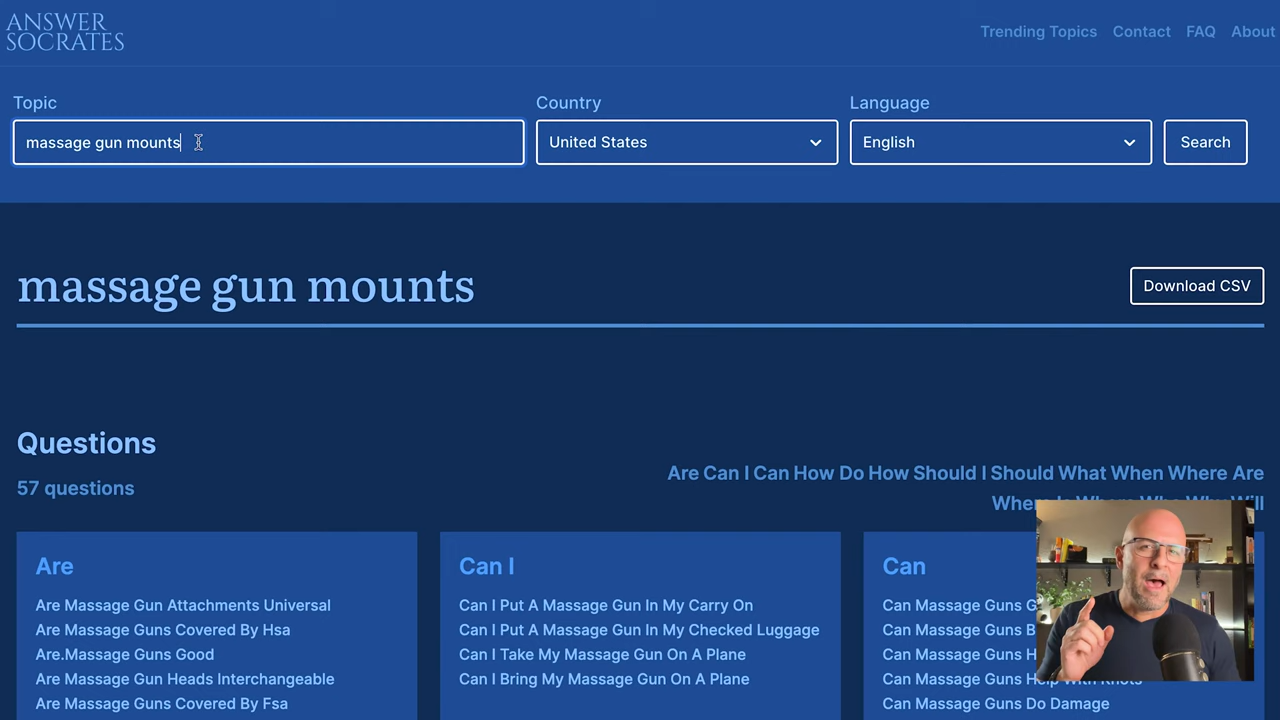 ANSWER
SOCRATES
Trending Topics Contact FAQ About
Topic
Country
Language
massage gun mounts
United States
English
Search
massage gun mounts
Download CSV
Questions
57 questions
Are Can I Can How Do How Should I Should What When Where Are
Are
Are Massage Gun Attachments Universal
Are Massage Guns Covered By Hsa
Are.Massage Guns Good
Are Massage Gun Heads Interchangeable
Are Massage Guns Covered By Fsa
Can I
Can I Put A Massage Gun In My Carry On
Can I Put A Massage Gun In My Checked Luggage
Can I Take My Massage Gun On A Plane
Can I Bring My Massage Gun On A Plane
Can
Can Massage Guns
Can Massage Guns
Can Massage Guns
Can Massage Guns Help With Knots
Can Massage Guns Do Damage